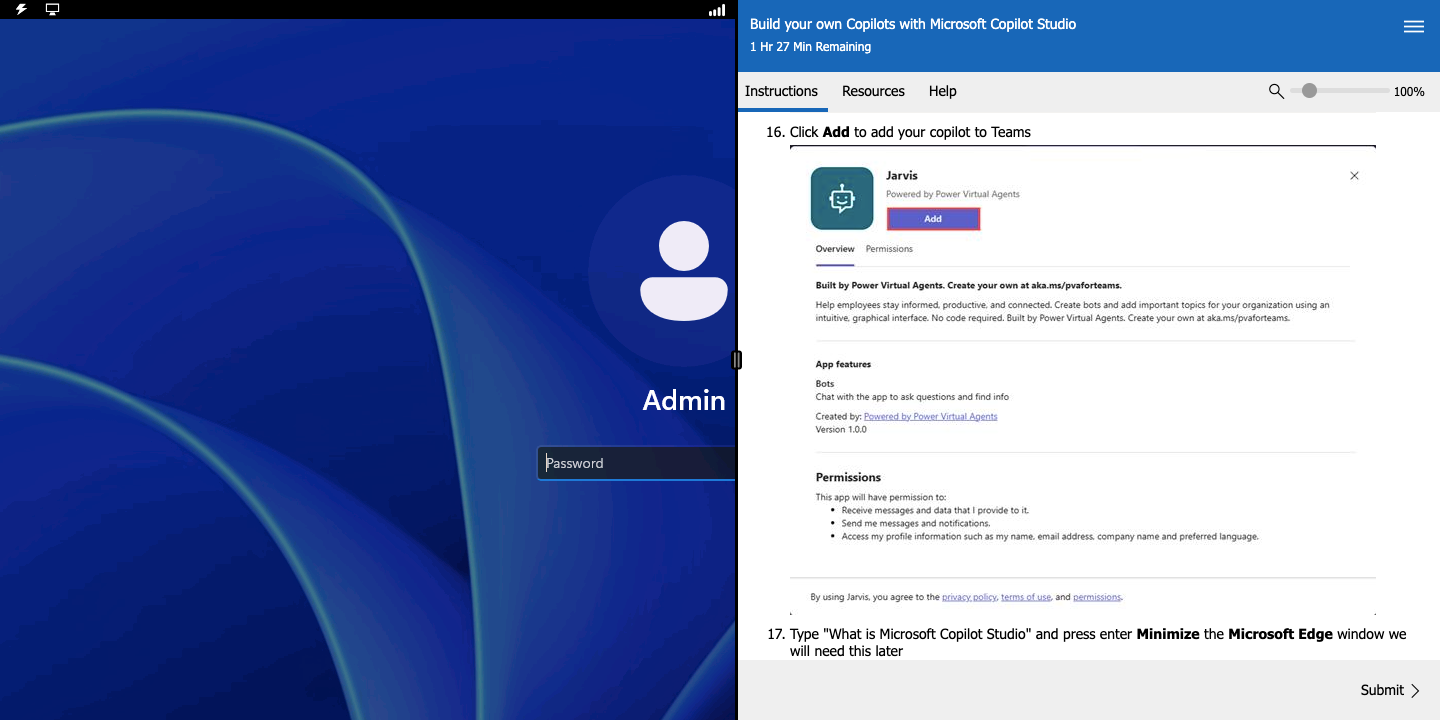 Admin
Password
Build your own Copilots with Microsoft Copilot Studio
1 Hr 27 Min Remaining
Instructions Resources Help
100%
16. Click Add to add your copilot to Teams
Jarvis
Powered by Power Virtual Agents
Add
Overview Permissions
Built by Power Virtual Agents. Create your own at aka.ms/pvaforteams.
Help employees stay informed, productive, and connected. Create bots and add important topics for your organization using an
intuitive, graphical interface. No code required. Built by Power Virtual Agents. Create your own at aka.ms/pvaforteams.
App features
Bots
Chat with the app to ask questions and find info
Created by: Powered by Power Virtual Agents
Version 1.0.0
Permissions
This app will have permission to:
• Receive messages and data that I provide to it.
• Send me messages and notifications.
• Access my profile information such as my name, email address, company name and preferred language.
By using Jarvis, you agree to the privacy policy, terms of use, and permissions.
17. Type "What is Microsoft Copilot Studio" and press enter Minimize the Microsoft Edge window we
will need this later
Submit